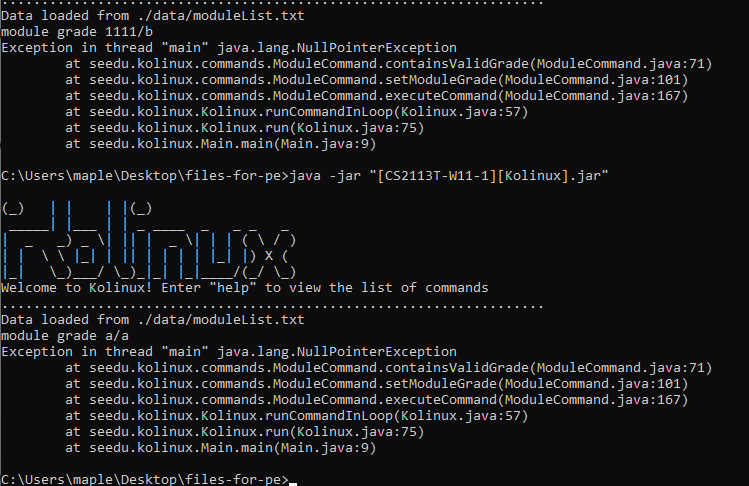 ......................................................................
Data loaded from ./data/moduleList.txt
module grade 1111/b
Exception in thread "main" java.lang.NullPointerException
        at seedu.kolinux.commands.ModuleCommand.containsValidGrade(ModuleCommand.java:71)
        at seedu.kolinux.commands.ModuleCommand.setModuleGrade(ModuleCommand.java:101)
        at seedu.kolinux.commands.ModuleCommand.executeCommand(ModuleCommand.java:167)
        at seedu.kolinux.Kolinux.runCommandInLoop(Kolinux.java:57)
        at seedu.kolinux.Kolinux.run(Kolinux.java:75)
        at seedu.kolinux.Main.main(Main.java:9)
C:\Users\maple\Desktop\files-for-pe>java -jar "[CS2113T-W11-1][Kolinux].jar"
(_)   | |    | |(_)
 _____| |___ | | _ ____  _   _ _   _
|  _   _) _ \| || |  _ \| | | ( \ / )
| |  \ \ |_| | || | | | | |_| |) X (
|_|   \_)___/ \_)_|_| |_|____/(_/ \_)
Welcome to Kolinux! Enter "help" to view the list of commands
....................................................................
Data loaded from ./data/moduleList.txt
module grade a/a
Exception in thread "main" java.lang.NullPointerException
        at seedu.kolinux.commands.ModuleCommand.containsValidGrade(ModuleCommand.java:71)
        at seedu.kolinux.commands.ModuleCommand.setModuleGrade(ModuleCommand.java:101)
        at seedu.kolinux.commands.ModuleCommand.executeCommand(ModuleCommand.java:167)
        at seedu.kolinux.Kolinux.runCommandInLoop(Kolinux.java:57)
        at seedu.kolinux.Kolinux.run(Kolinux.java:75)
        at seedu.kolinux.Main.main(Main.java:9)
C:\Users\maple\Desktop\files-for-pe>